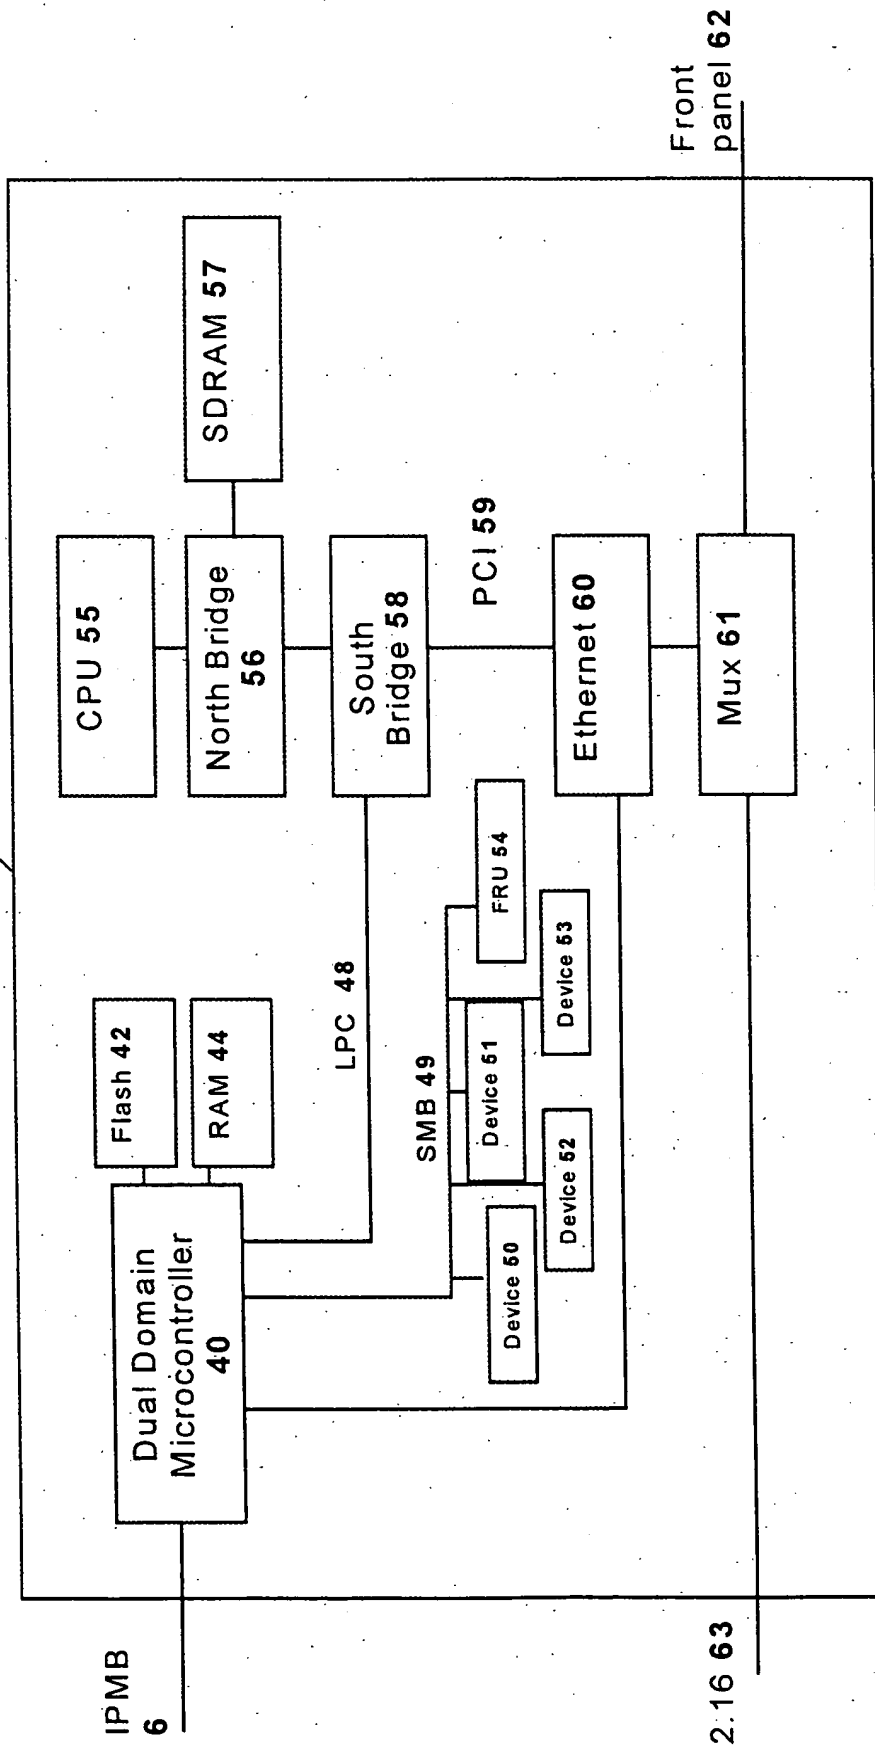 IPMB
6
Dual Domain
Microcontroller
40
Flash 42
RAM 44
CPU 55
North Bridge
56
SDRAM 57
LPC 48
South
Bridge 58
SMB 49
PCI 59
Device 50
Device 51
FRU 54
Device 52
Device 53
Ethernet 60
Mux 61
2.16 63
Front
panel 62